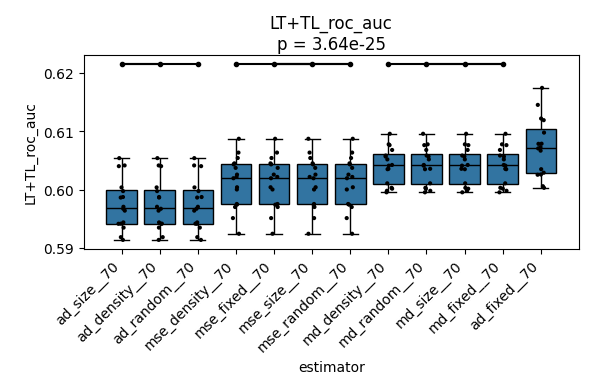 LT+TL_roc_auc
p = 3.64e-25
LT+TL_roc_auc
0.62
0.61
0.60
0.59
ad_size__70
ad_density__70
ad_random__70
mse_density__70
mse_fixed__70
mse_size__70
mse_random__70
md_density__70
md_random__70
md_size__70
md_fixed__70
ad_fixed__70
estimator